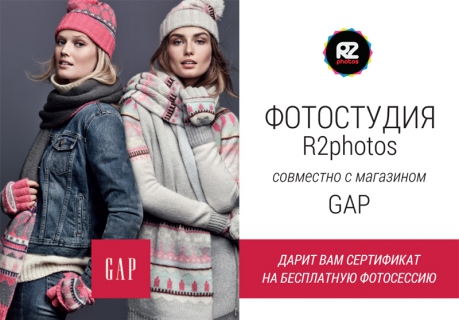 R2
photos
ФОТОСТУДИЯ
R2photos
совместно с магазином
GAP
GAP
ДАРИТ ВАМ СЕРТИФИКАТ
НА БЕСПЛАТНУЮ ФОТОСЕССИЮ